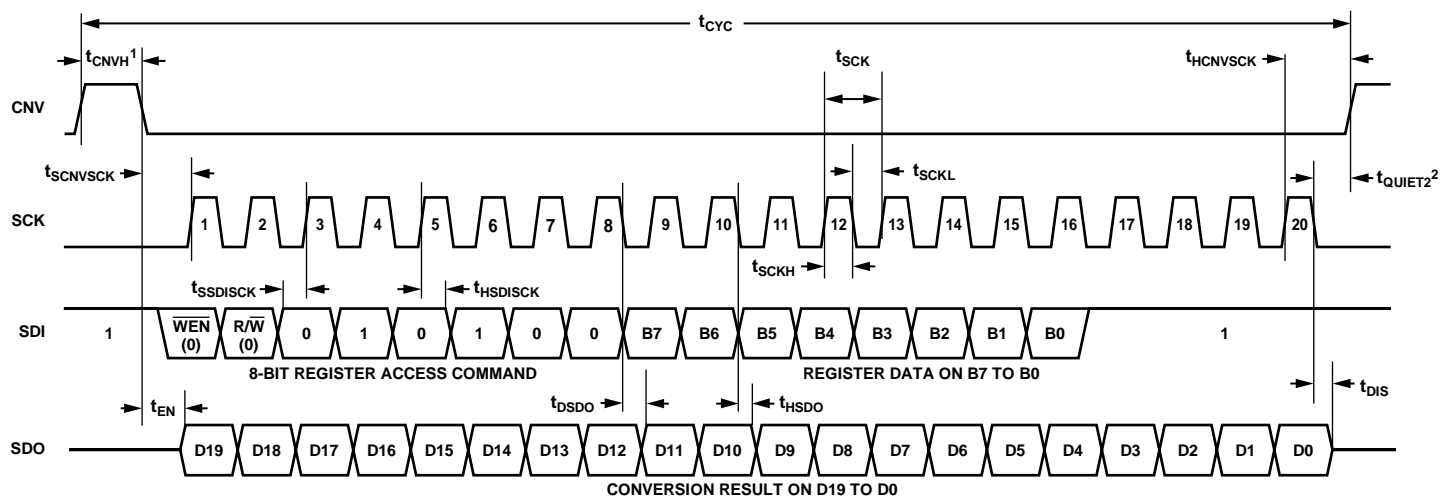 tCYC
tCNVH1
tSCK
tHCNVSCK
CNV
tSCNVSCK
tSCKL
tQUIET22
SCK
1 2 3 4 5 6 7 8 9 10 11 12 13 14 15 16 17 18 19 20
tSCKH
tSSDISCK
tHSDISCK
SDI
1 WEN (0) R/W (0) 0 1 0 1 0 0 B7 B6 B5 B4 B3 B2 B1 B0 1
8-BIT REGISTER ACCESS COMMAND
REGISTER DATA ON B7 TO B0
tEN
tDSDO
tHSDO
tDIS
SDO
D19 D18 D17 D16 D15 D14 D13 D12 D11 D10 D9 D8 D7 D6 D5 D4 D3 D2 D1 D0
CONVERSION RESULT ON D19 TO D0